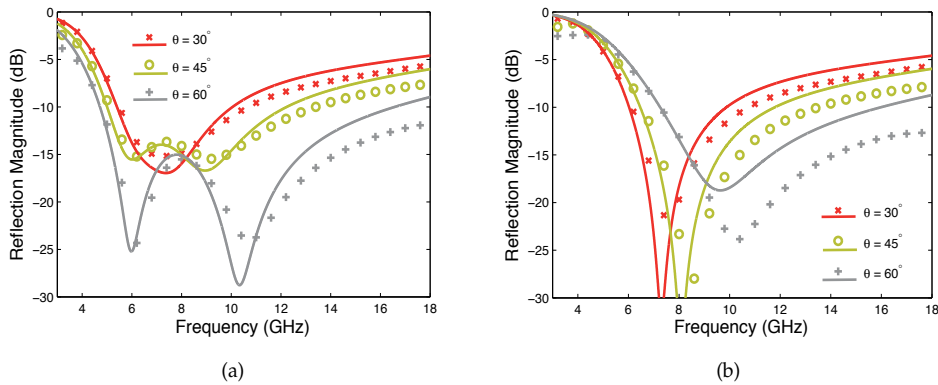 0
−5
−10
−15
−20
−25
−30
4 6 8 10 12 14 16 18
Reflection Magnitude (dB)
Frequency (GHz)
θ = 30°
θ = 45°
θ = 60°
(a)
0
−5
−10
−15
−20
−25
−30
4 6 8 10 12 14 16 18
Reflection Magnitude (dB)
Frequency (GHz)
θ = 30°
θ = 45°
θ = 60°
(b)